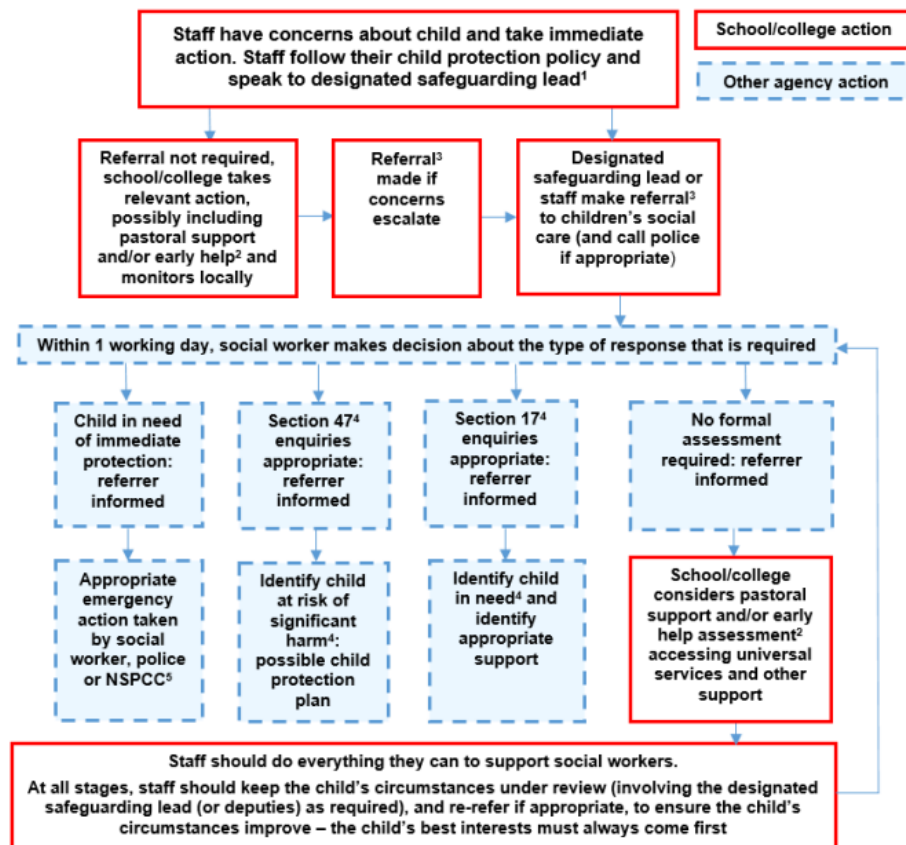 Staff have concerns about child and take immediate
action. Staff follow their child protection policy and
speak to designated safeguarding lead¹
School/college action
Other agency action
Referral not required,
school/college takes
relevant action,
possibly including
pastoral support
and/or early help² and
monitors locally
Referral³
made if
concerns
escalate
Designated
safeguarding lead or
staff make referral³
to children's social
care (and call police
if appropriate)
Within 1 working day, social worker makes decision about the type of response that is required
Child in need
of immediate
protection:
referrer
informed
Section 47⁴
enquiries
appropriate:
referrer
informed
Section 17⁴
enquiries
appropriate:
referrer
informed
No formal
assessment
required: referrer
informed
Appropriate
emergency
action taken
by social
worker, police
or NSPCC⁵
Identify child
at risk of
significant
harm⁴:
possible child
protection
plan
Identify child
in need⁴ and
identify
appropriate
support
School/college
considers pastoral
support and/or early
help assessment²
accessing universal
services and other
support
Staff should do everything they can to support social workers.
At all stages, staff should keep the child's circumstances under review (involving the designated
safeguarding lead (or deputies) as required), and re-refer if appropriate, to ensure the child's
circumstances improve – the child's best interests must always come first